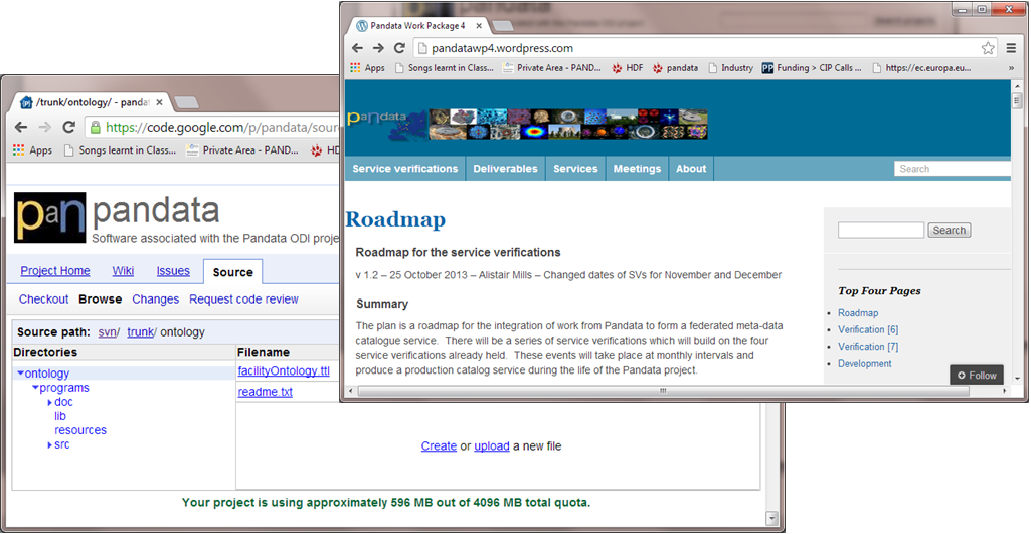 Pandata Work Package 4
pandatawp4.wordpress.com
Apps Songs learnt in Class... Private Area - PAND... HDF pandata Industry PP Funding > CIP Calls ... https://ec.europa.eu... »
pandata
Service verifications Deliverables Services Meetings About Search
Roadmap
Roadmap for the service verifications
v 1.2 – 25 October 2013 – Alistair Mills – Changed dates of SVs for November and December
Summary
The plan is a roadmap for the integration of work from Pandata to form a federated meta-data
catalogue service. There will be a series of service verifications which will build on the four
service verifications already held. These events will take place at monthly intervals and
produce a production catalog service during the life of the Pandata project.
Search
Top Four Pages
Roadmap
Verification [6]
Verification [7]
Development
Follow
/trunk/ontology/ - panda
https://code.google.com/p/pandata/sour
Apps Songs learnt in Class... Private Area - PAND... HD
pan pandata
Software associated with the Pandata ODI proje
Project Home Wiki Issues Source
Checkout Browse Changes Request code review
Source path: svn/ trunk/ ontology
Directories Filename
ontology facilityOntology.ttl
programs readme.txt
doc
lib
resources
src
Create or upload a new file
Your project is using approximately 596 MB out of 4096 MB total quota.